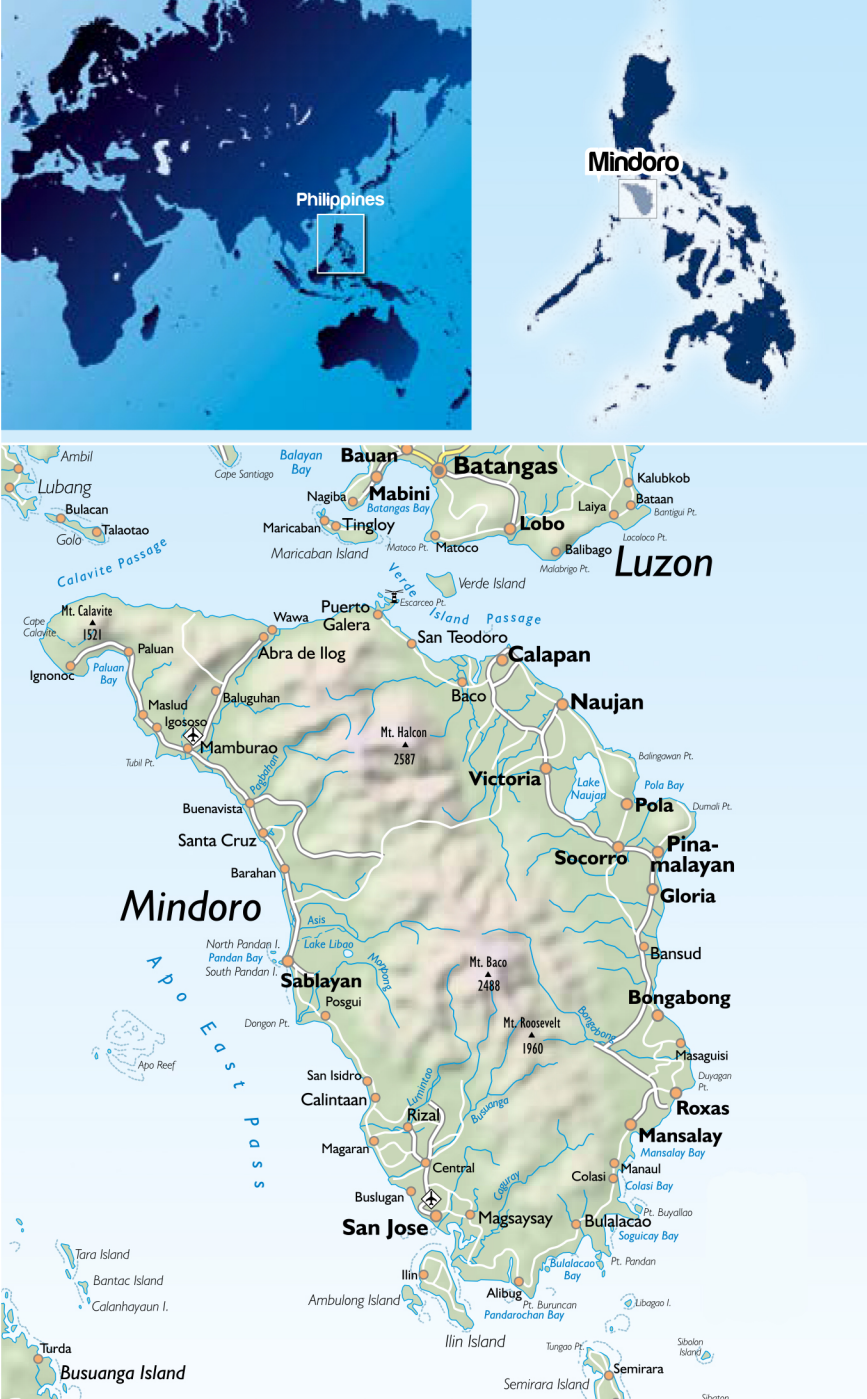 Philippines
Mindoro
Ambil
Cape Santiago
Balayan
Bay
Bauan
Batangas
Kalubkob
Lubang
Nagiba
Mabini
Batangas Bay
Laiya
Bataan
Bantigui Pt.
Bulacan
Talaotao
Golo
Maricaban
Tingloy
Lobo
Locoloco Pt.
Maricaban Island
Matoco Pt.
Matoco
Balibago
Malabrigo Pt.
Luzon
Calavite Passage
Verde Island
Verde Island Passage
Escarceo Pt.
Mt. Calavite
1521
Cape
Calavite
Wawa
Puerto
Galera
San Teodoro
Paluan
Abra de Ilog
Calapan
Ignonoc
Paluan
Bay
Baluguhan
Baco
Naujan
Maslud
Igososo
Mt. Halcon
2587
Mamburao
Tubil Pt.
Pagbahan
Balingawan Pt.
Victoria
Lake
Naujan
Pola Bay
Buenavista
Pola
Dumali Pt.
Santa Cruz
Socorro
Pina-
malayan
Barahan
Gloria
Mindoro
Asis
North Pandan I.
Lake Libao
Pandan Bay
South Pandan I.
Mompong
Bansud
Sablayan
Mt. Baco
2488
Posgui
Dongon Pt.
Mt. Roosevelt
1960
Bongabong
Bongobong
Masaguisi
Apo East Pass
Apo Reef
San Isidro
Duyagan
Pt.
Calintaan
Lumintao
Busuanga
Rizal
Roxas
Mansalay
Magaran
Mansalay Bay
Central
Manaul
Colasi
Colasi Bay
Caguray
Buslugan
Pt. Buyallao
San Jose
Magsaysay
Bulalacao
Soguicay Bay
Tara Island
Bulalacao
Bay
Pt. Pandan
Bantac Island
Ilin
Calanhayaun I.
Ambulong Island
Alibug
Pt. Buruncan
Pandarochan Bay
Libagao I.
Ilin Island
Turda
Tungao Pt.
Sibolon
Island
Busuanga Island
Semirara
Semirara Island